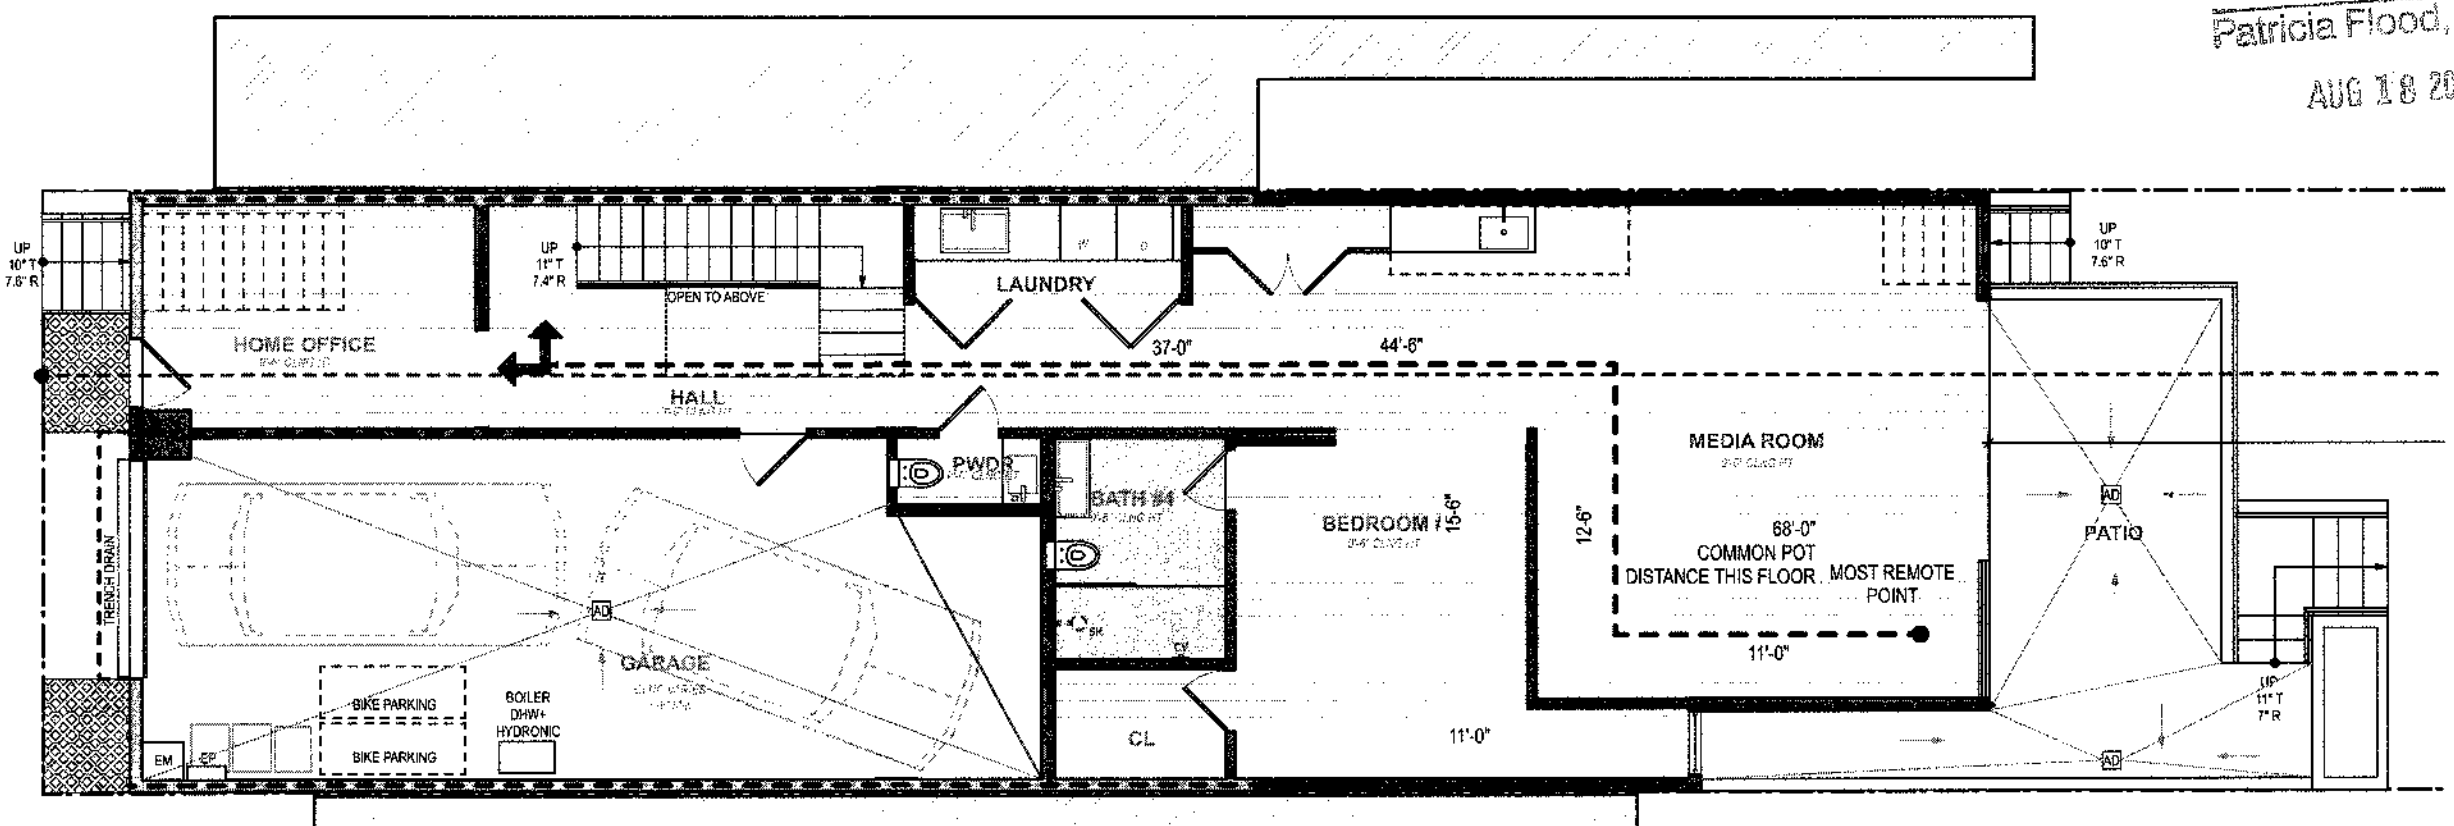 Patricia Flood,
AUG 18 20
UP
10" T
7.6" R
UP
11" T
7.4" R
OPEN TO ABOVE
LAUNDRY
UP
10" T
7.6" R
HOME OFFICE
37'-0"
44'-6"
HALL
MEDIA ROOM
PWDR
BATH #4
BEDROOM
15'-6"
12'-6"
68'-0"
COMMON POT
DISTANCE THIS FLOOR
MOST REMOTE
POINT
11'-0"
AD
PATIO
TRENCH DRAIN
AD
GARAGE
BIKE PARKING
BIKE PARKING
BOILER
DHW+
HYDRONIC
EM
EP
CL
11'-0"
UP
11" T
7" R
AD